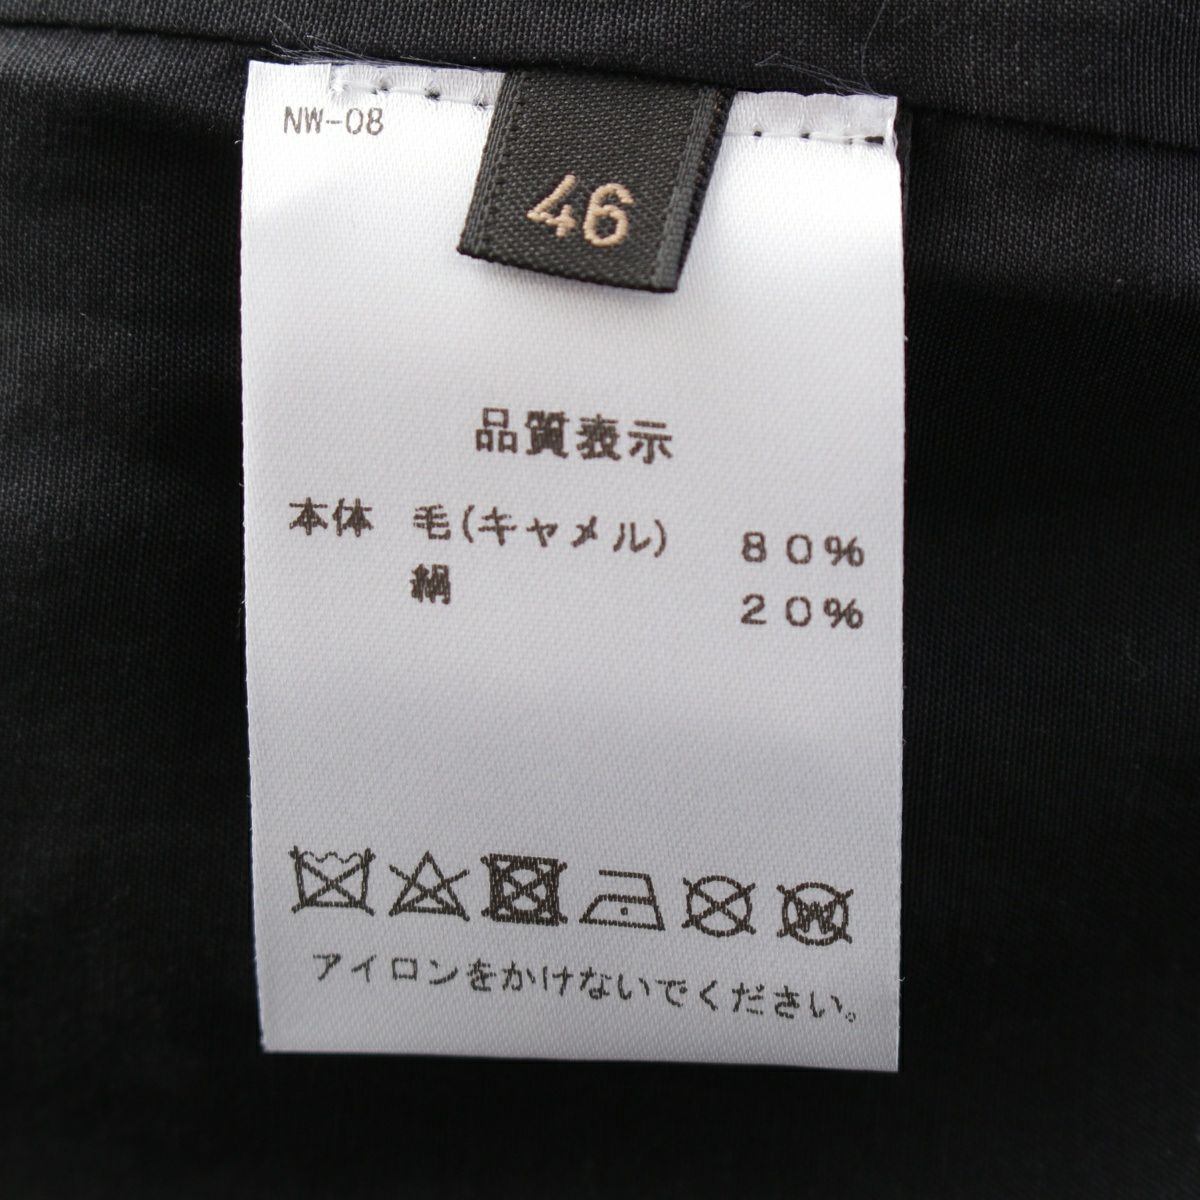 NW-08
46
品質表示
本体 毛(キャメル) 80%
絹 20%
W
アイロンをかけないでください。